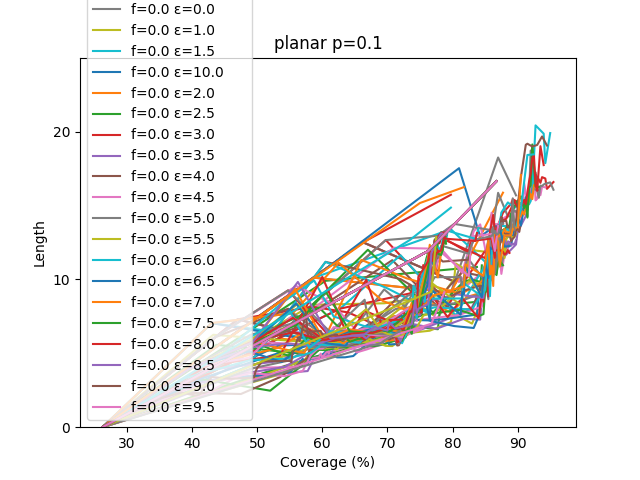 f=0.0 ε=0.0
f=0.0 ε=1.0
f=0.0 ε=1.5
f=0.0 ε=10.0
f=0.0 ε=2.0
f=0.0 ε=2.5
f=0.0 ε=3.0
f=0.0 ε=3.5
f=0.0 ε=4.0
f=0.0 ε=4.5
f=0.0 ε=5.0
f=0.0 ε=5.5
f=0.0 ε=6.0
f=0.0 ε=6.5
f=0.0 ε=7.0
f=0.0 ε=7.5
f=0.0 ε=8.0
f=0.0 ε=8.5
f=0.0 ε=9.0
f=0.0 ε=9.5
planar p=0.1
20
10
0
Length
30 40 50 60 70 80 90
Coverage (%)